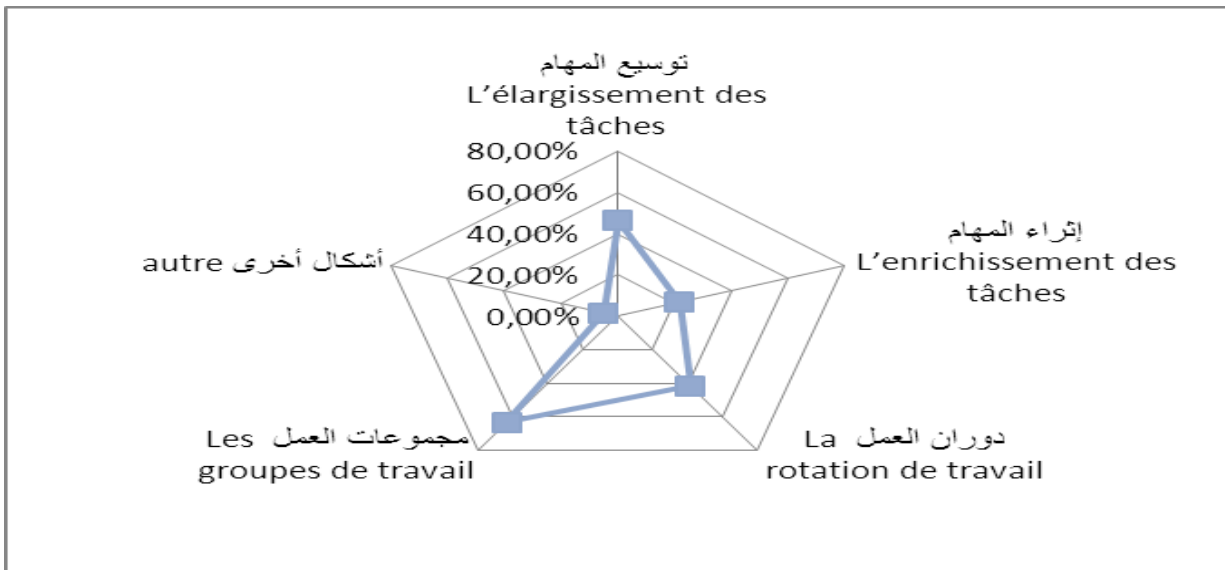 توسيع المهام
L'élargissement des
tâches
80,00%
60,00%
40,00%
20,00%
0,00%
إثراء المهام
L'enrichissement des
tâches
دوران العمل La
rotation de travail
مجموعات العمل Les
groupes de travail
أشكال أخرى autre